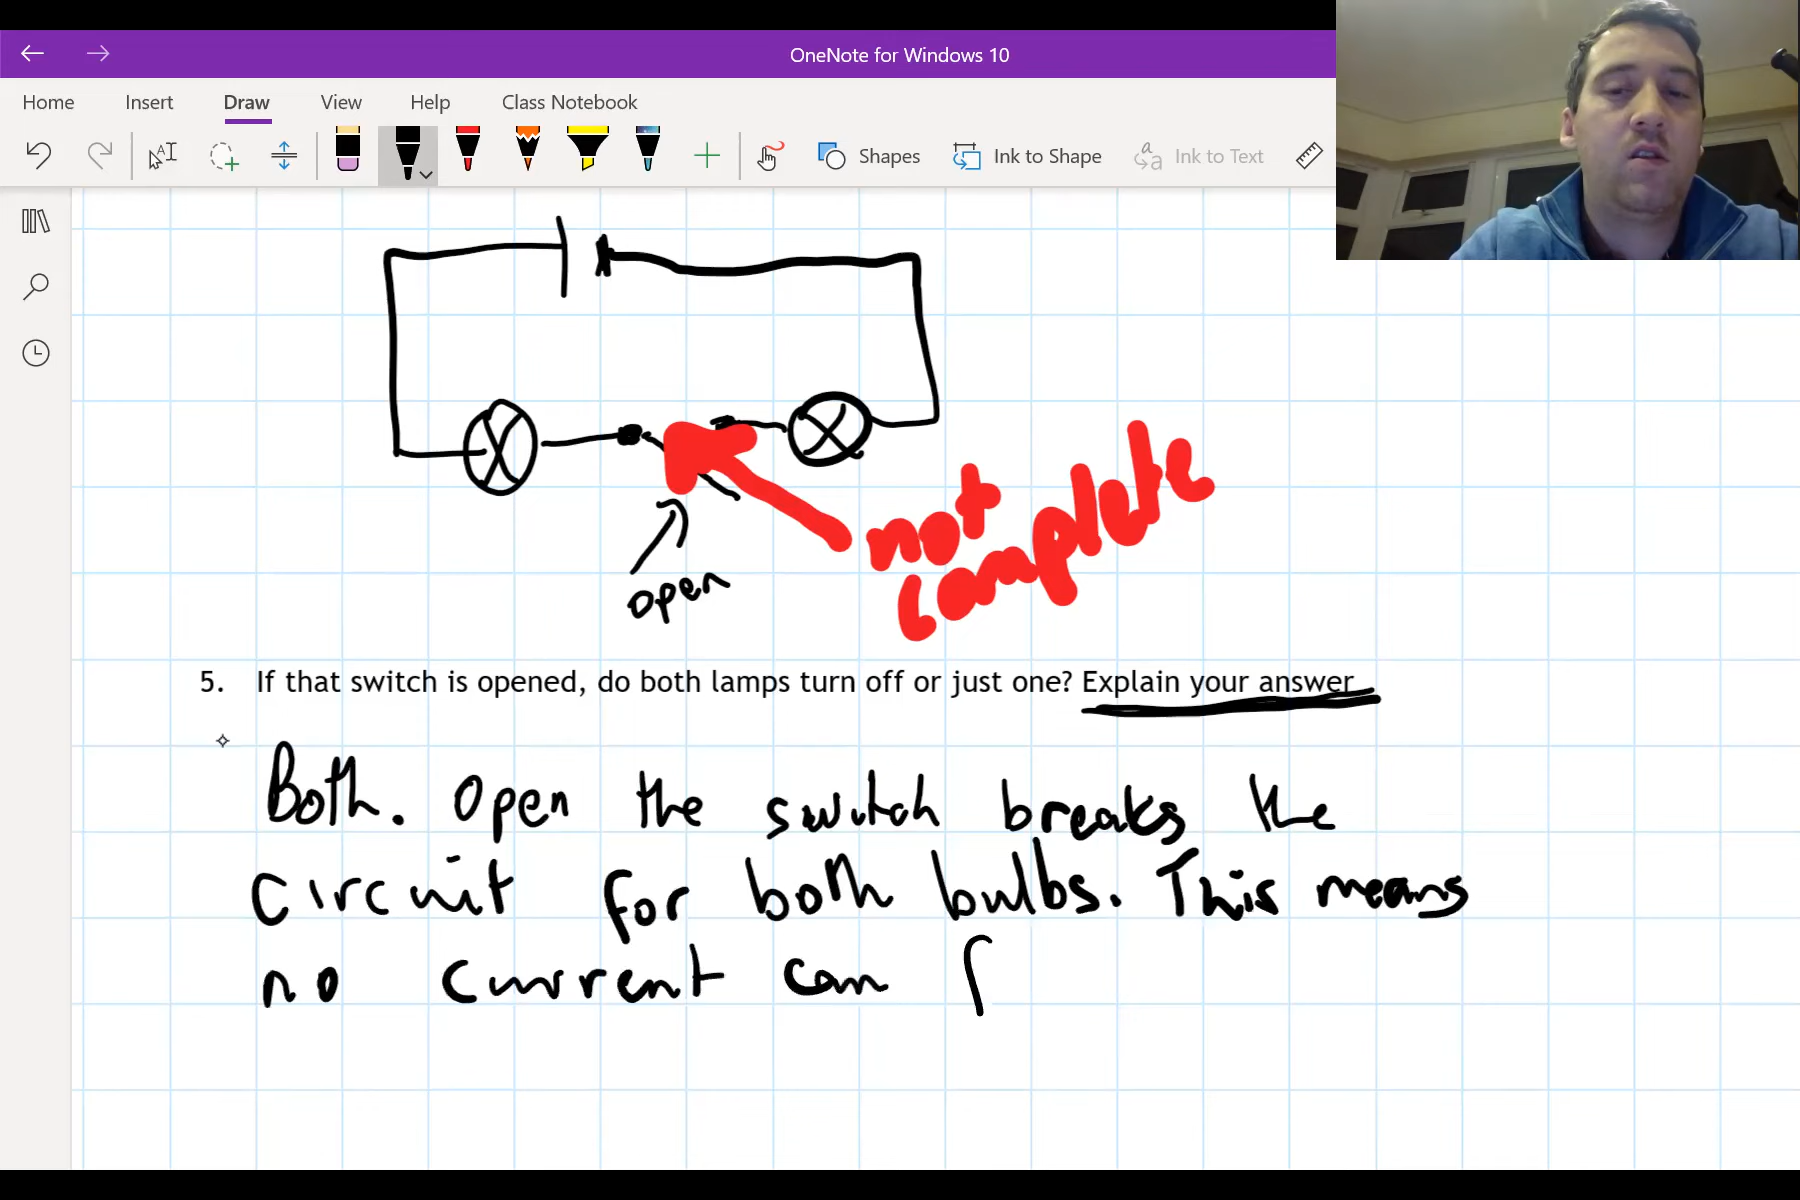 OneNote for Windows 10
Home Insert Draw View Help Class Notebook
Shapes Ink to Shape Ink to Text
not
complete
open
5. If that switch is opened, do both lamps turn off or just one? Explain your answer
Both. Open the switch breaks the
circuit for both bulbs. This means
no current can f